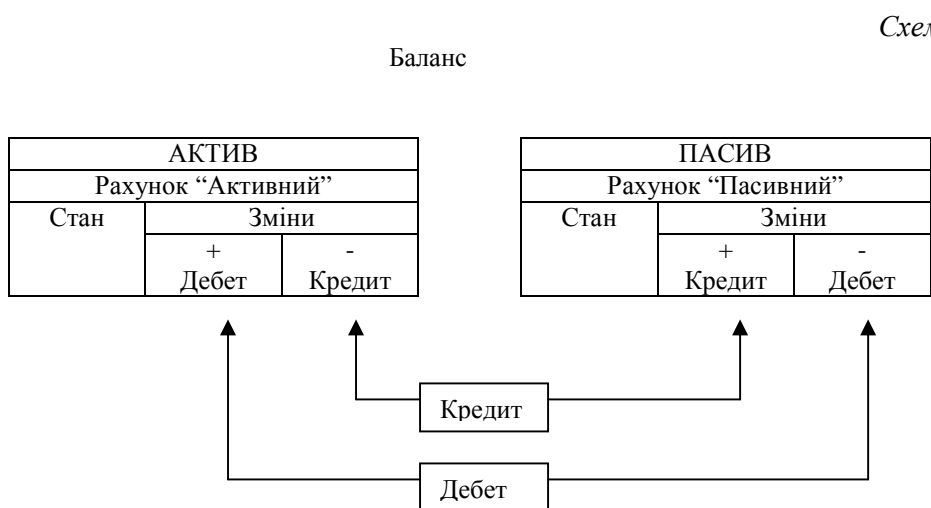 Схем
Баланс
АКТИВ
Рахунок “Активний”
Стан Зміни
+ -
Дебет Кредит
ПАСИВ
Рахунок “Пасивний”
Стан Зміни
+ -
Кредит Дебет
Кредит
Дебет